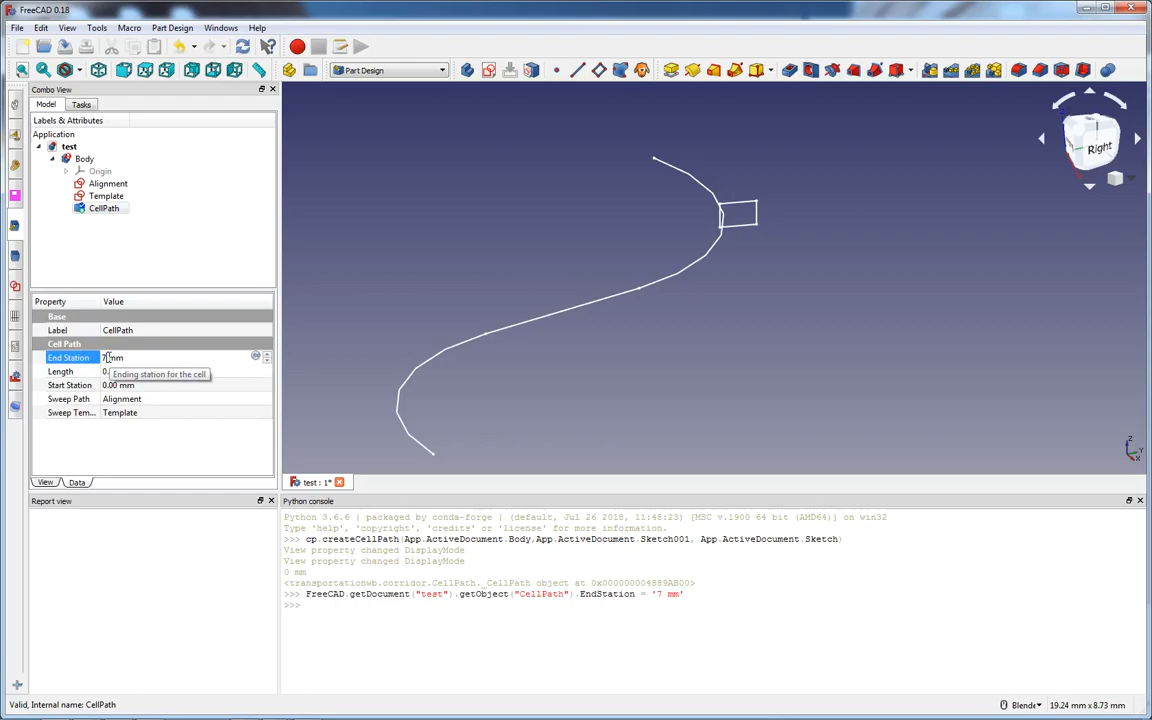 FreeCAD 0.18
File Edit View Tools Macro Part Design Windows Help
Part Design
Combo View
Model Tasks
Labels & Attributes
Application
test
Body
Origin
Alignment
Template
CellPath
Right
Z
Y
X
Property Value
Base
Label CellPath
Cell Path
End Station 7 mm
Length 0.
Ending station for the cell
Start Station 0.00 mm
Sweep Path Alignment
Sweep Tem... Template
View Data
test : 1*
Report view
Python console
Python 3.6.6 | packaged by conda-forge | (default, Jul 26 2018, 11:48:23) [MSC v.1900 64 bit (AMD64)] on win32
Type 'help', 'copyright', 'credits' or 'license' for more information.
>>> cp.createCellPath(App.ActiveDocument.Body,App.ActiveDocument.Sketch001, App.ActiveDocument.Sketch)
View property changed DisplayMode
View property changed DisplayMode
0 mm
<transportationwb.corridor.CellPath._CellPath object at 0x000000004889AB00>
>>> FreeCAD.getDocument("test").getObject("CellPath").EndStation = '7 mm'
>>>
Valid, Internal name: CellPath
Blende 19.24 mm x 8.73 mm